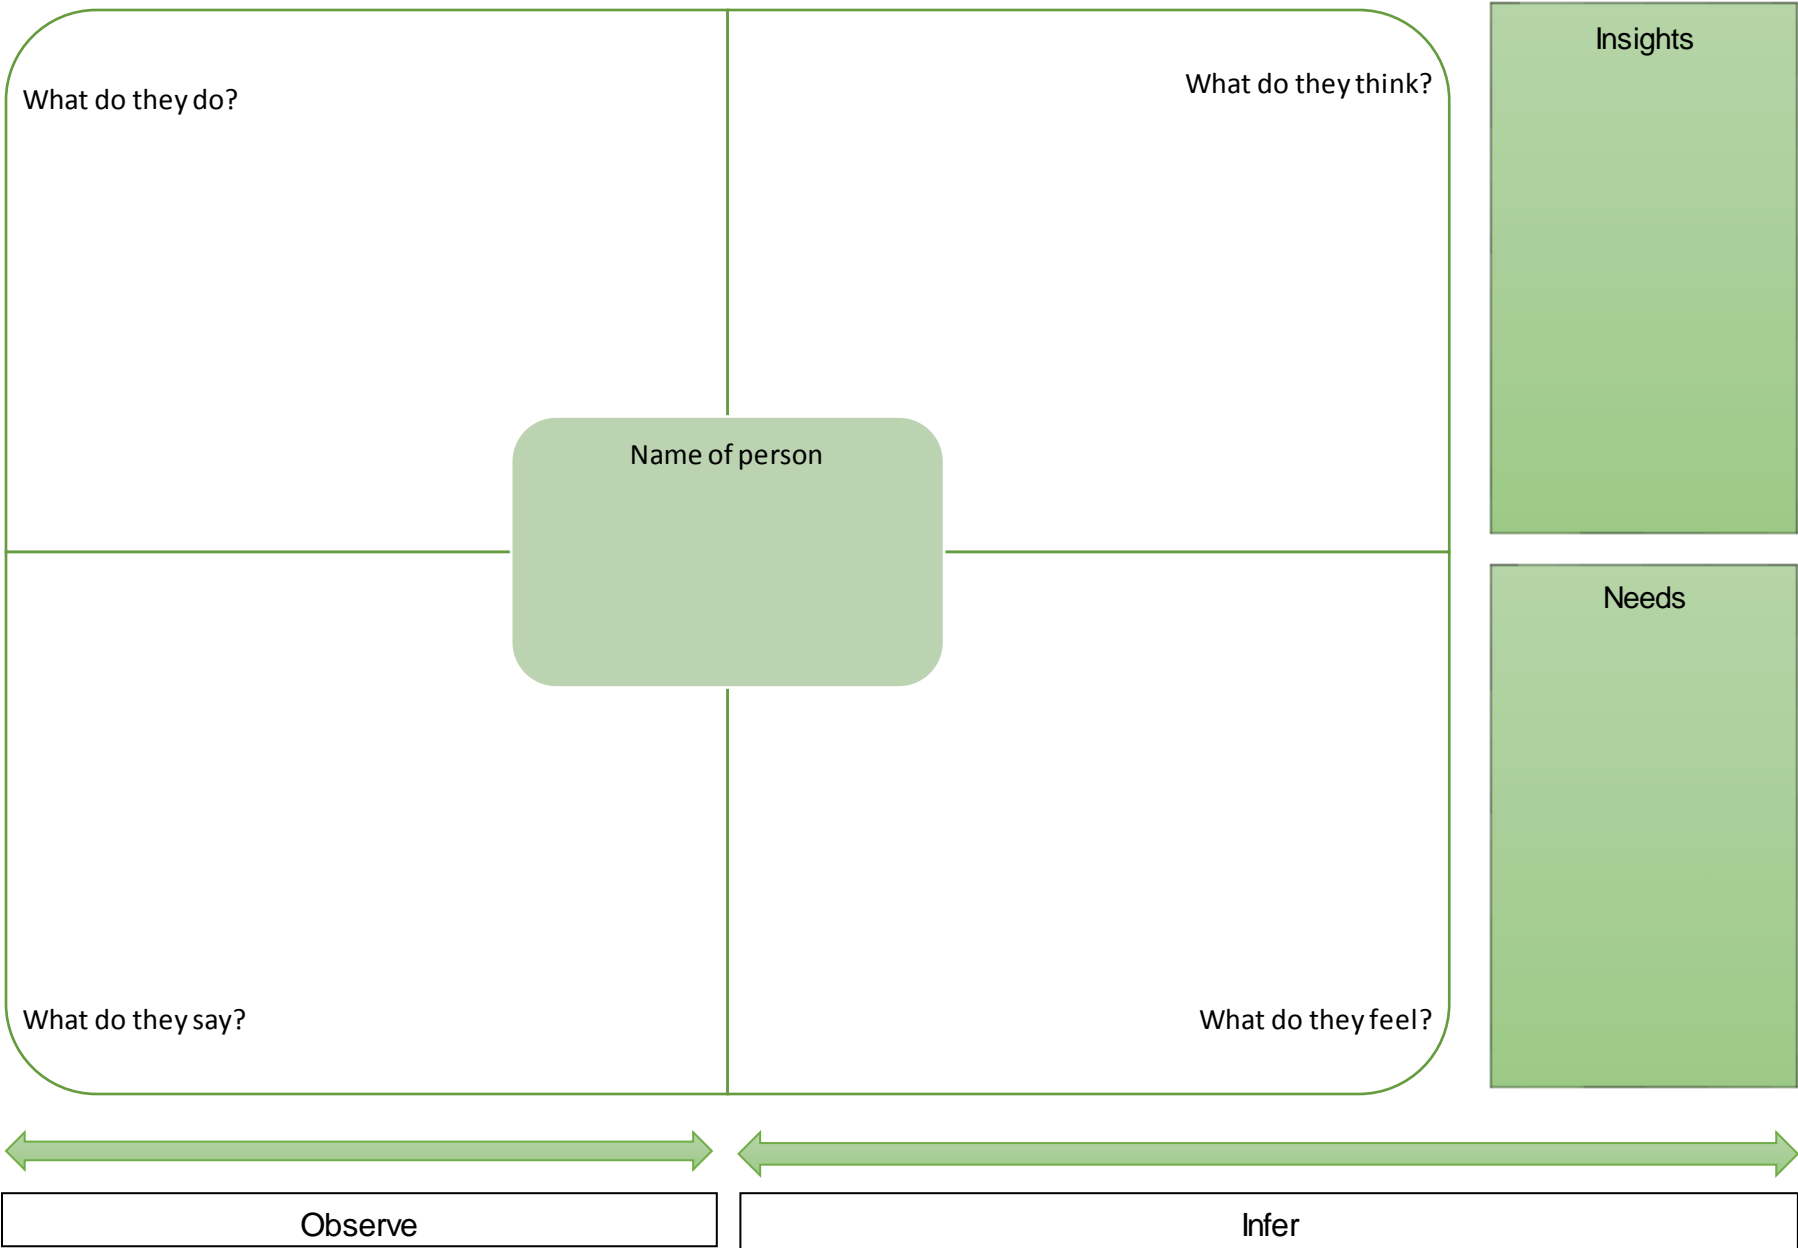 What do they do?
What do they think?
Insights
Name of person
Needs
What do they say?
What do they feel?
Observe
Infer